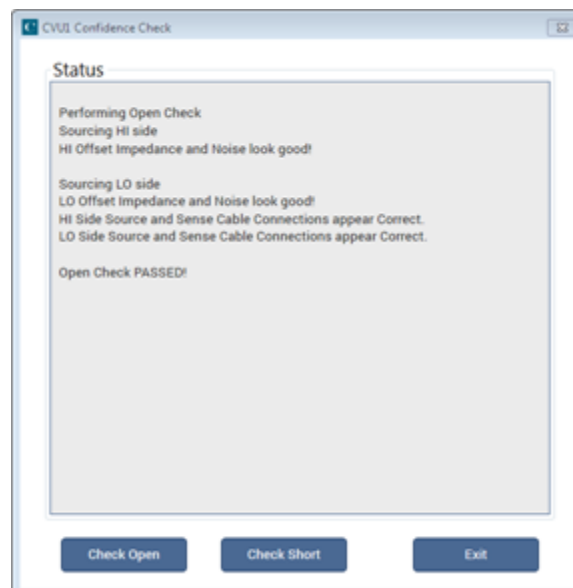 CVU1 Confidence Check
Status
Performing Open Check
Sourcing HI side
HI Offset Impedance and Noise look good!
Sourcing LO side
LO Offset Impedance and Noise look good!
HI Side Source and Sense Cable Connections appear Correct.
LO Side Source and Sense Cable Connections appear Correct.
Open Check PASSED!
Check Open Check Short Exit